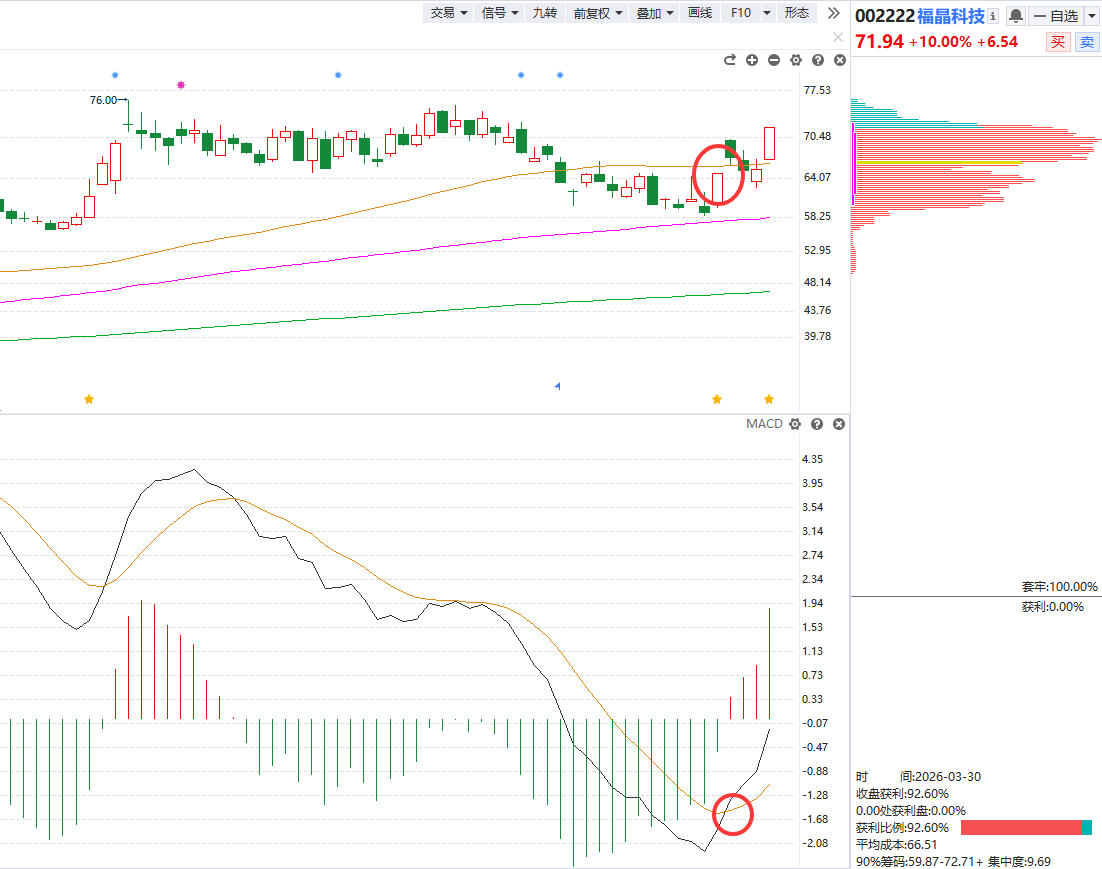 交易 信号 九转 前复权 叠加 画线 F10 形态
002222 福晶科技 i 自选
71.94 +10.00% +6.54 买 卖
77.53
76.00
70.48
64.07
58.25
52.95
48.14
43.76
39.78
MACD
4.35
3.95
3.54
3.14
2.74
2.34
1.94
1.53
1.13
0.73
0.33
-0.07
-0.47
-0.88
-1.28
-1.68
-2.08
套牢:100.00%
获利:0.00%
时 间:2026-03-30
收盘获利:92.60%
0.00处获利盘:0.00%
获利比例:92.60%
平均成本:66.51
90%筹码:59.87-72.71+ 集中度:9.69